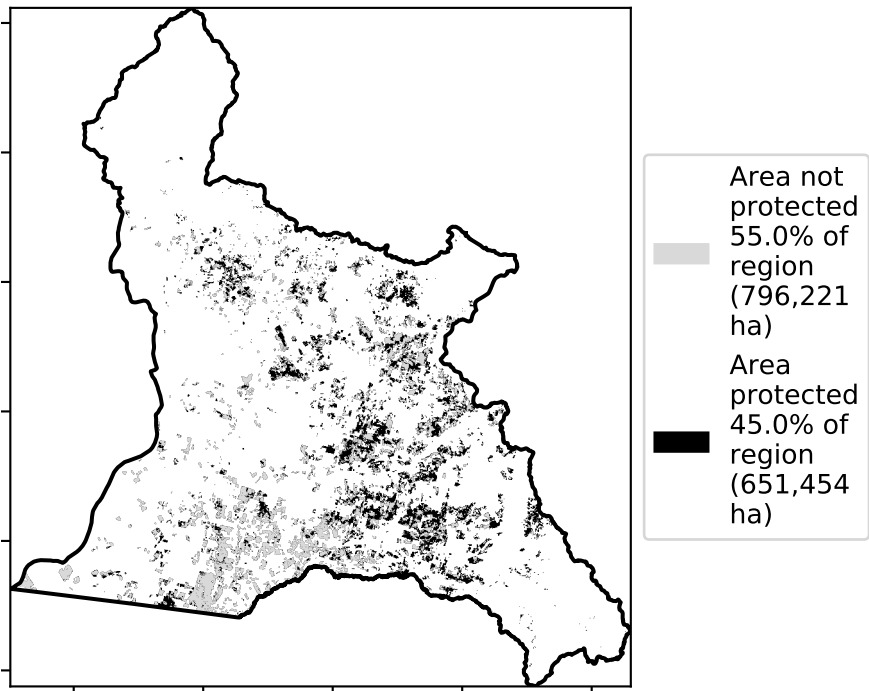 Area not
protected
55.0% of
region
(796,221
ha)
Area
protected
45.0% of
region
(651,454
ha)